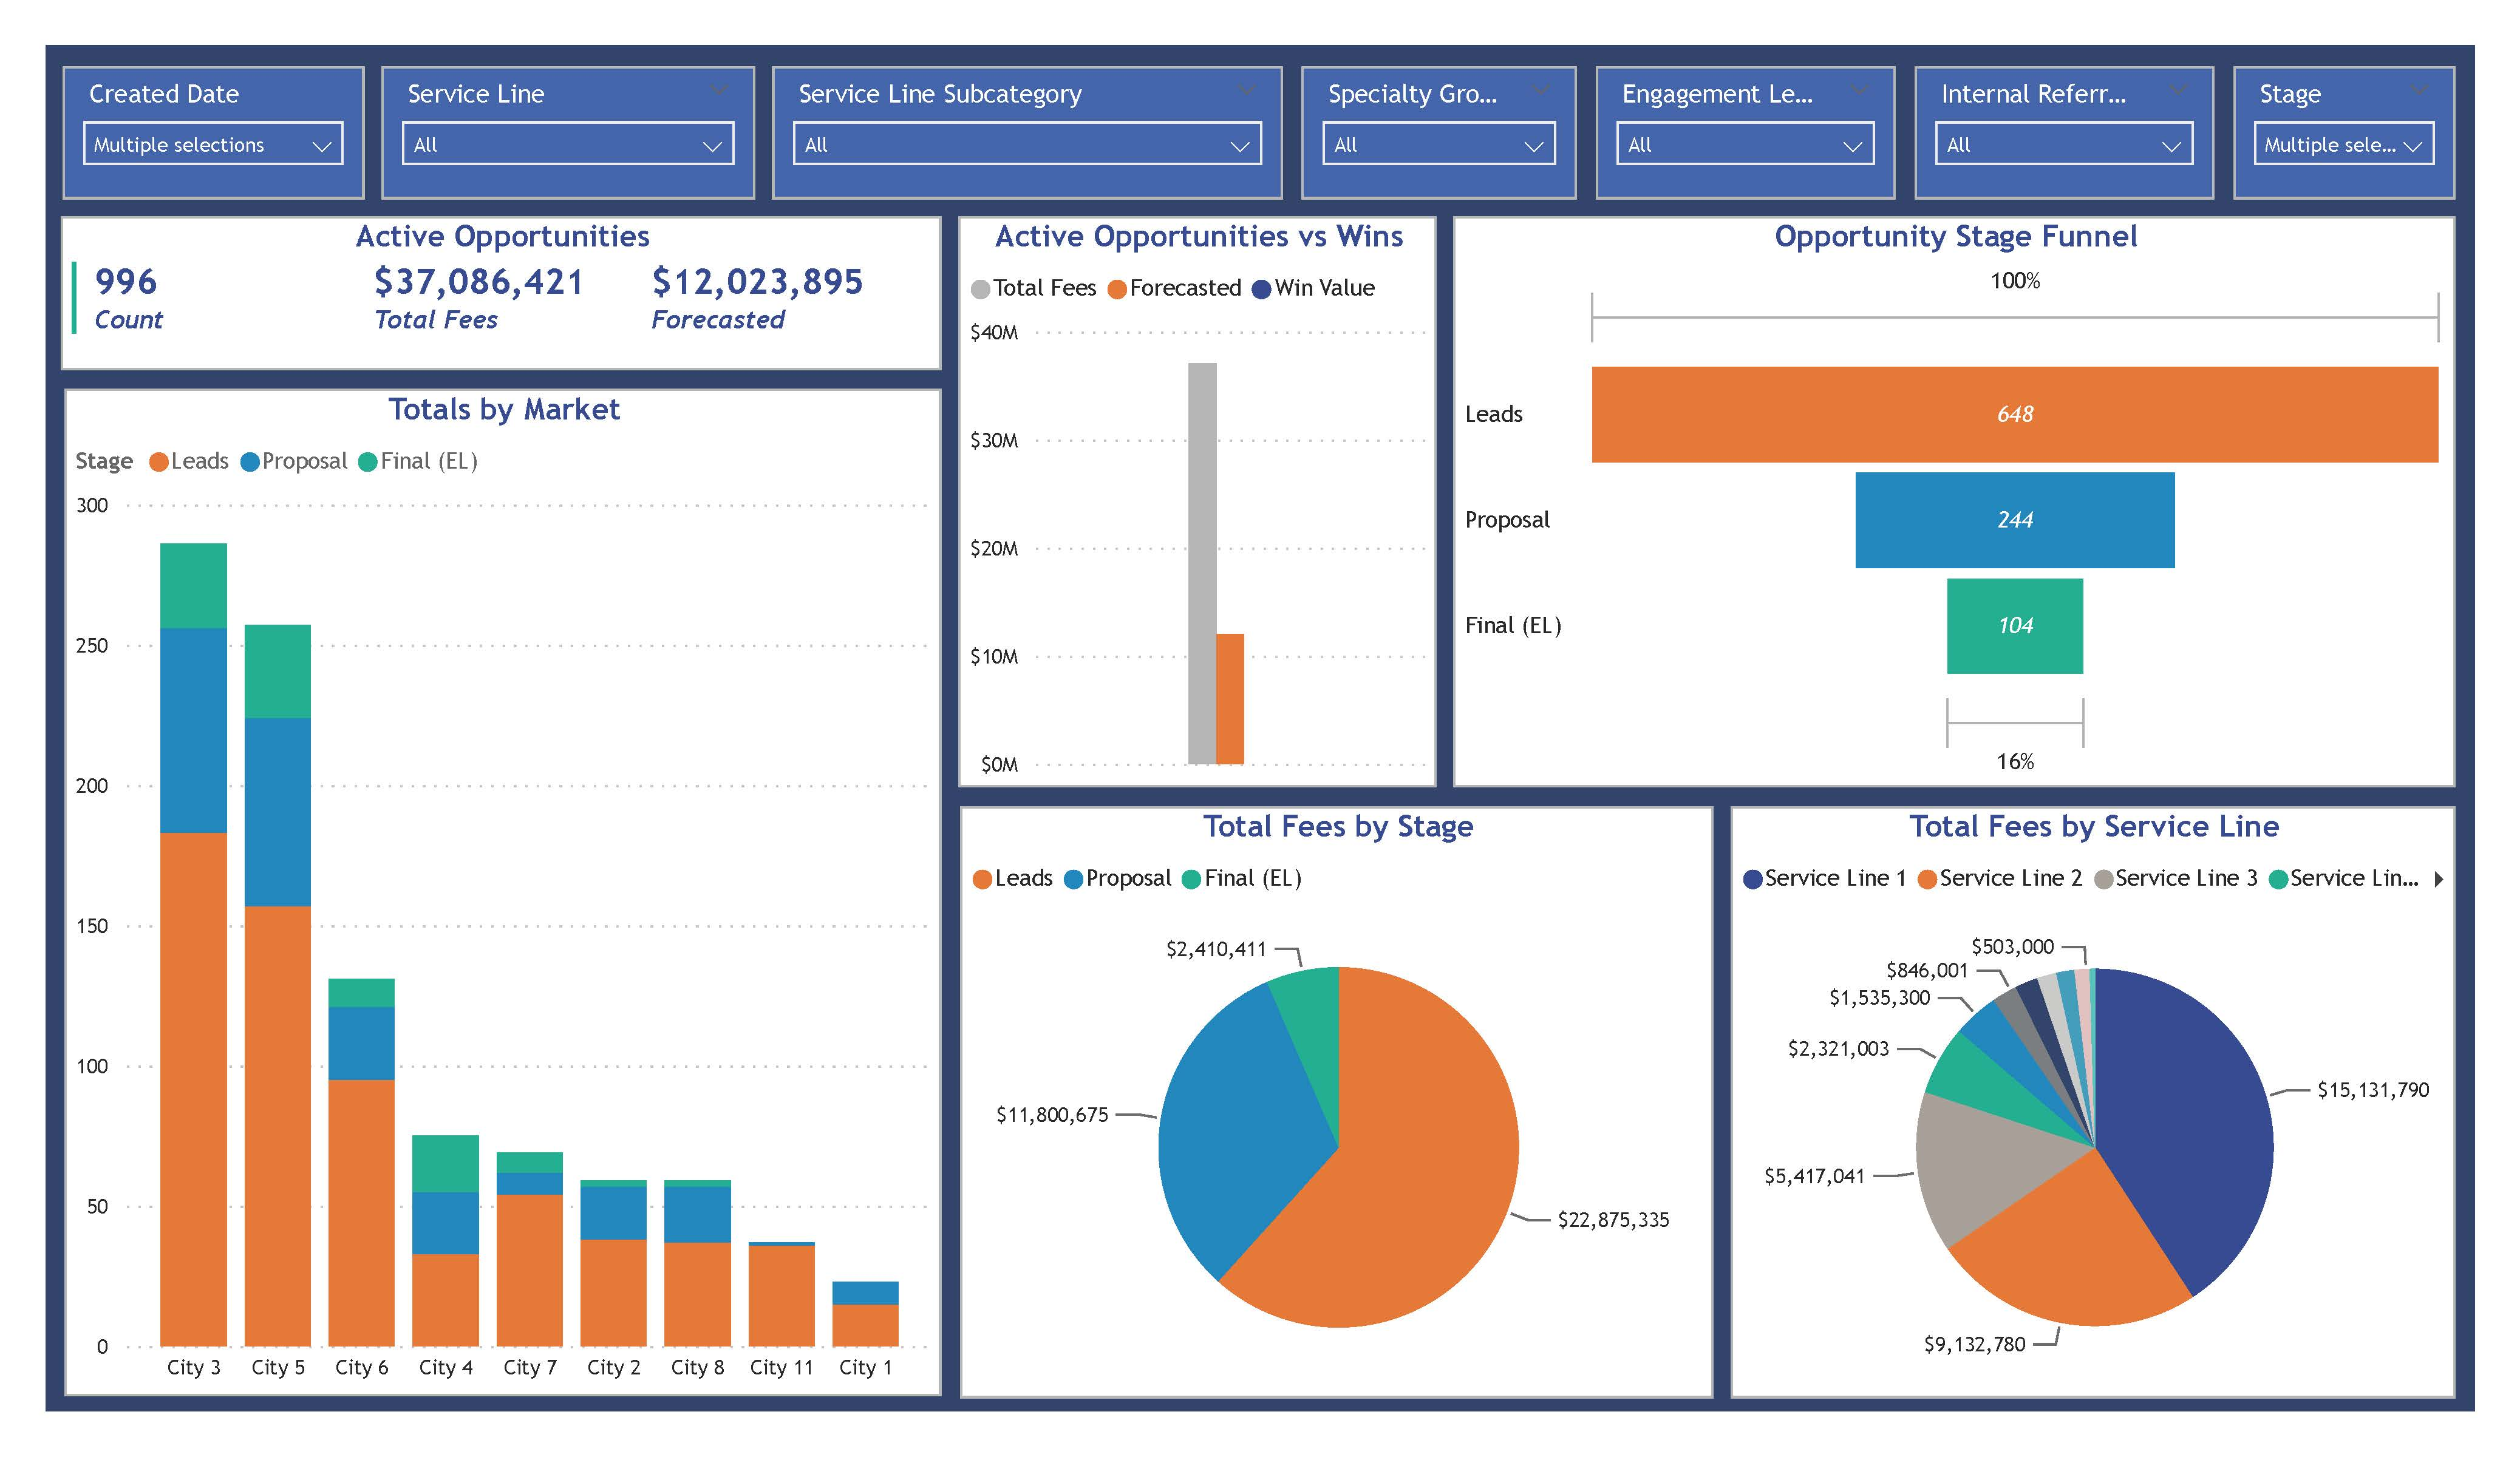 Created Date
Multiple selections
Service Line
All
Service Line Subcategory
All
Specialty Gro...
All
Engagement Le...
All
Internal Referr...
All
Stage
Multiple sele...
Active Opportunities
996 $37,086,421 $12,023,895
Count Total Fees Forecasted
Totals by Market
Stage Leads Proposal Final (EL)
300
250
200
150
100
50
0
City 3 City 5 City 6 City 4 City 7 City 2 City 8 City 11 City 1
Active Opportunities vs Wins
Total Fees Forecasted Win Value
$40M
$30M
$20M
$10M
$0M
Opportunity Stage Funnel
100%
Leads 648
Proposal 244
Final (EL) 104
16%
Total Fees by Stage
Leads Proposal Final (EL)
$2,410,411
$11,800,675
$22,875,335
Total Fees by Service Line
Service Line 1 Service Line 2 Service Line 3 Service Lin...
$503,000
$846,001
$1,535,300
$2,321,003
$15,131,790
$5,417,041
$9,132,780